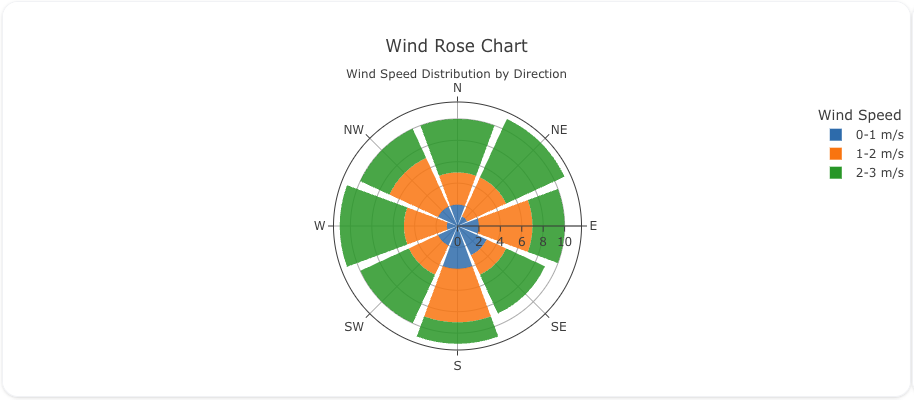 Wind Rose Chart
Wind Speed Distribution by Direction
N
NE
E
SE
S
SW
W
NW
0 2 4 6 8 10
Wind Speed
0-1 m/s
1-2 m/s
2-3 m/s